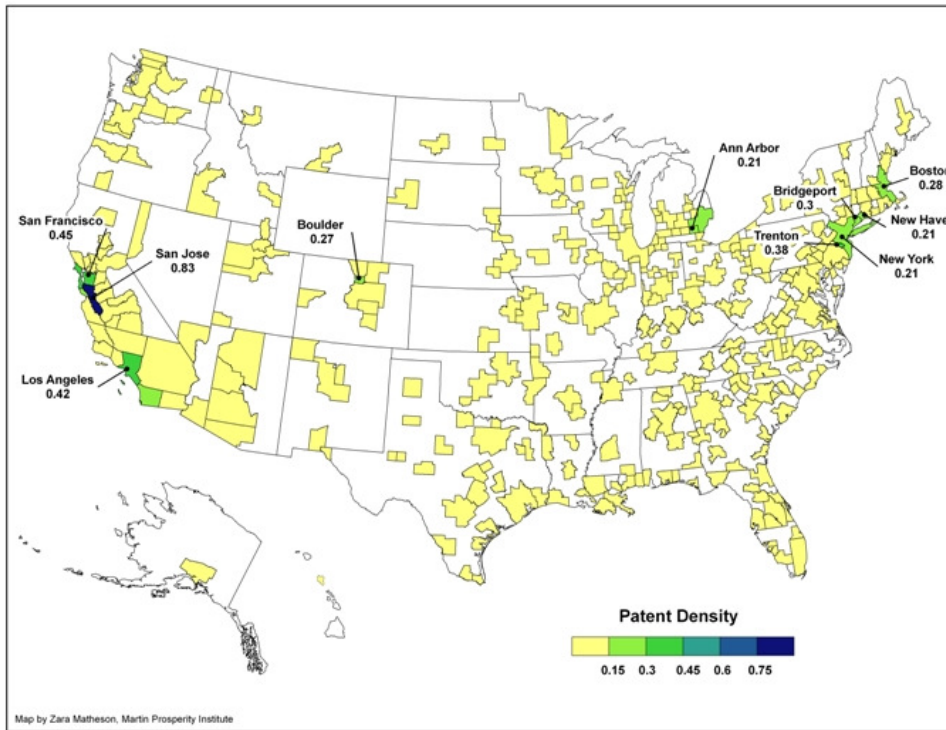 Ann Arbor
0.21
Boston
0.28
Bridgeport
0.3
New Have
0.21
Trenton
0.38
New York
0.21
San Francisco
0.45
San Jose
0.83
Boulder
0.27
Los Angeles
0.42
Patent Density
0.15 0.3 0.45 0.6 0.75
Map by Zara Matheson, Martin Prosperity Institute